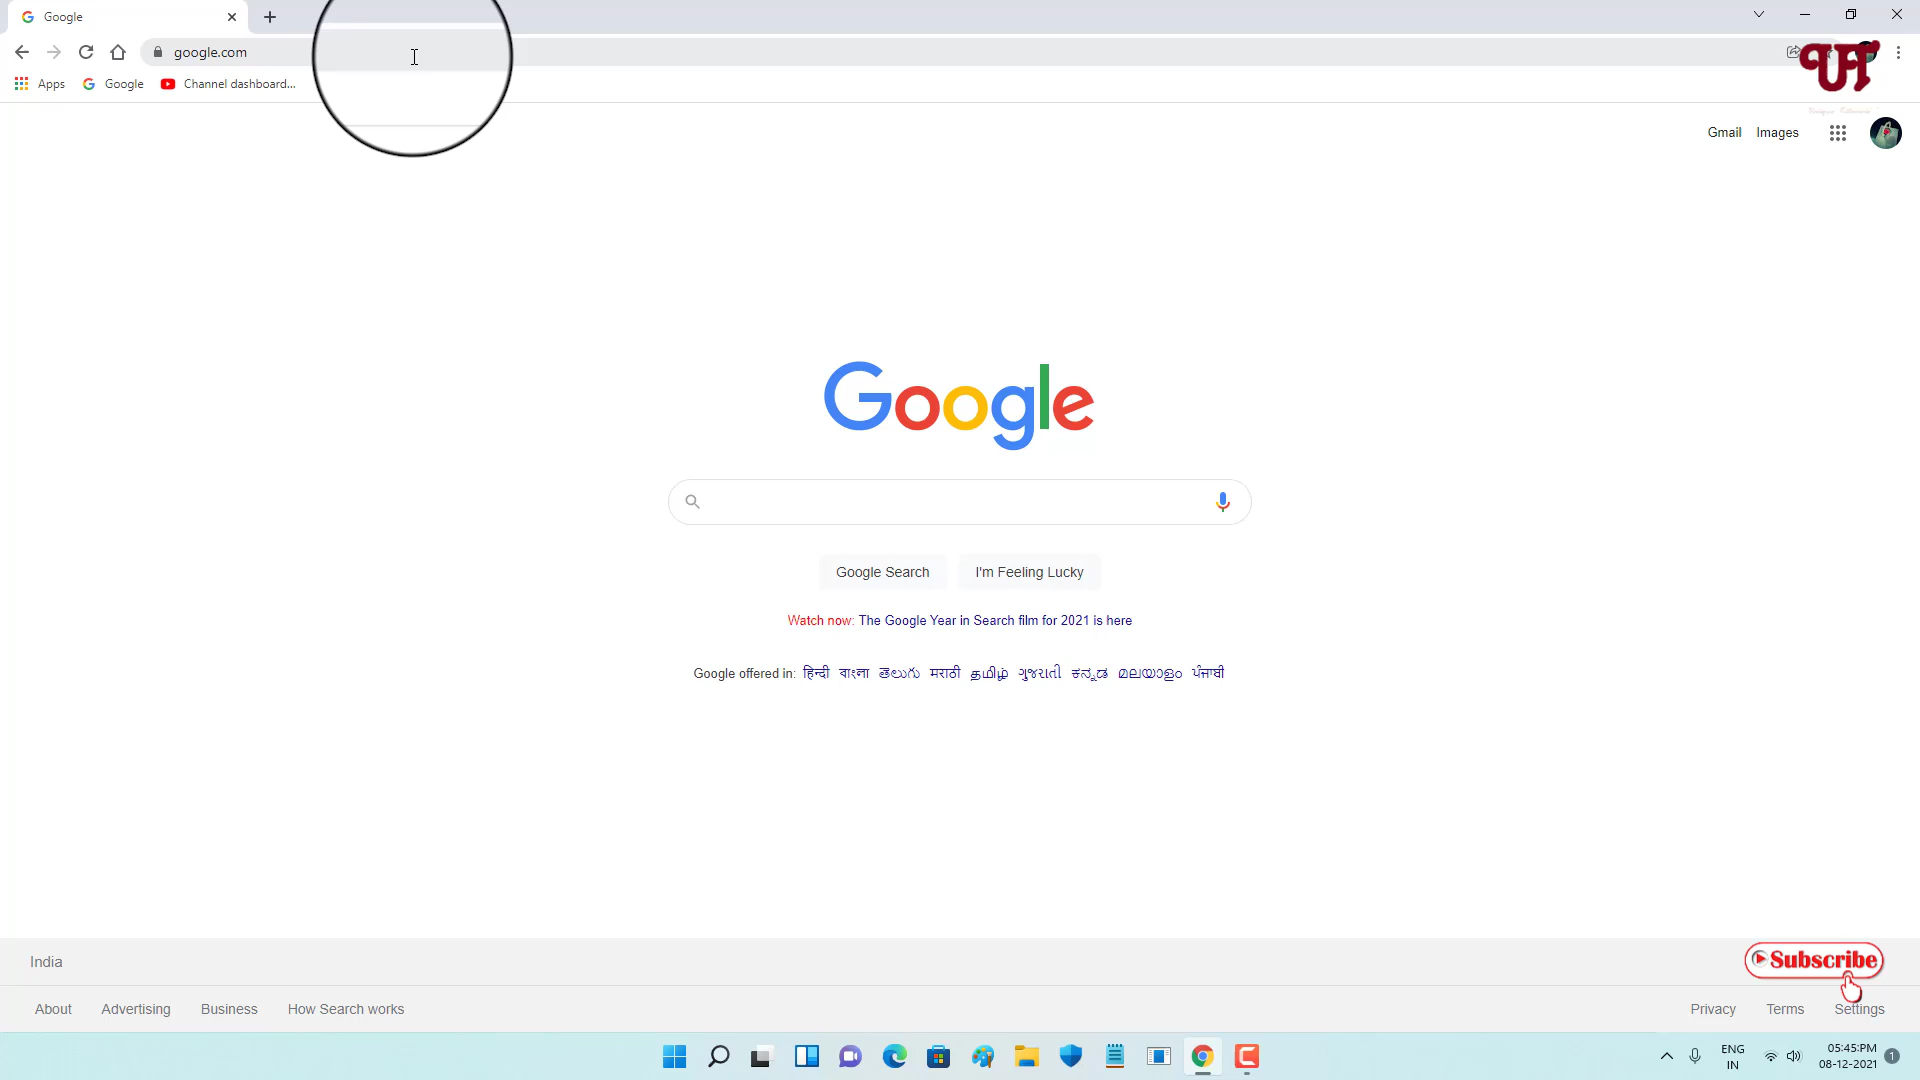 Google
google.com
Apps Google Channel dashboard...
UA
Gmail Images
Google
Google Search I'm Feeling Lucky
Watch now: The Google Year in Search film for 2021 is here
Google offered in: हिन्दी বাংলা తెలుగు मराठी தமிழ் ગુજરાતી ಕನ್ನಡ മലയാളം ਪੰਜਾਬੀ
India
Subscribe
About Advertising Business How Search works Privacy Terms Settings
ENG
IN
05:45:PM
08-12-2021
1